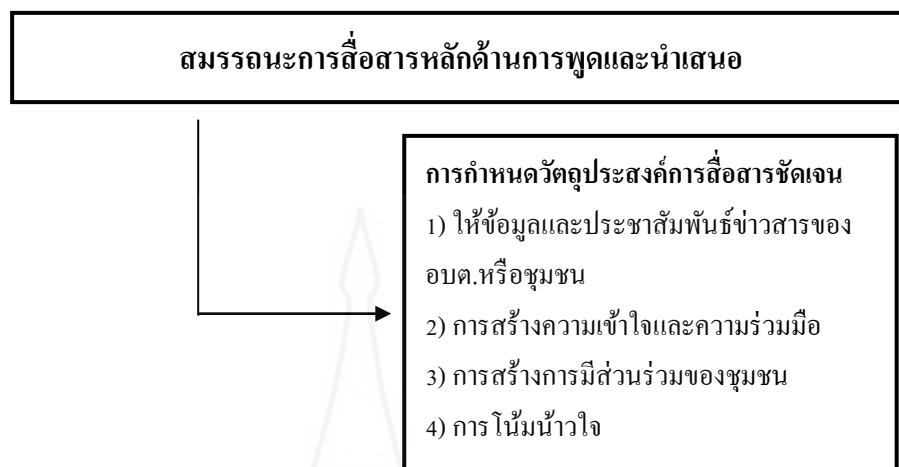 สมรรถนะการสื่อสารหลักด้านการพูดและนำเสนอ
การกำหนดวัตถุประสงค์การสื่อสารชัดเจน
1) ให้ข้อมูลและประชาสัมพันธ์ข่าวสารของ
อบต.หรือชุมชน
2) การสร้างความเข้าใจและความร่วมมือ
3) การสร้างการมีส่วนร่วมของชุมชน
4) การโน้มน้าวใจ